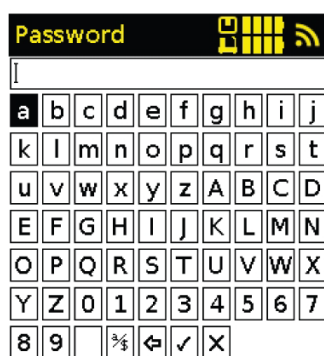 Password
a b c d e f g h i j
k l m n o p q r s t
u v w x y z A B C D
E F G H I J K L M N
O P Q R S T U V W X
Y Z 0 1 2 3 4 5 6 7
8 9 ª/$ ⇦ ✓ ✕